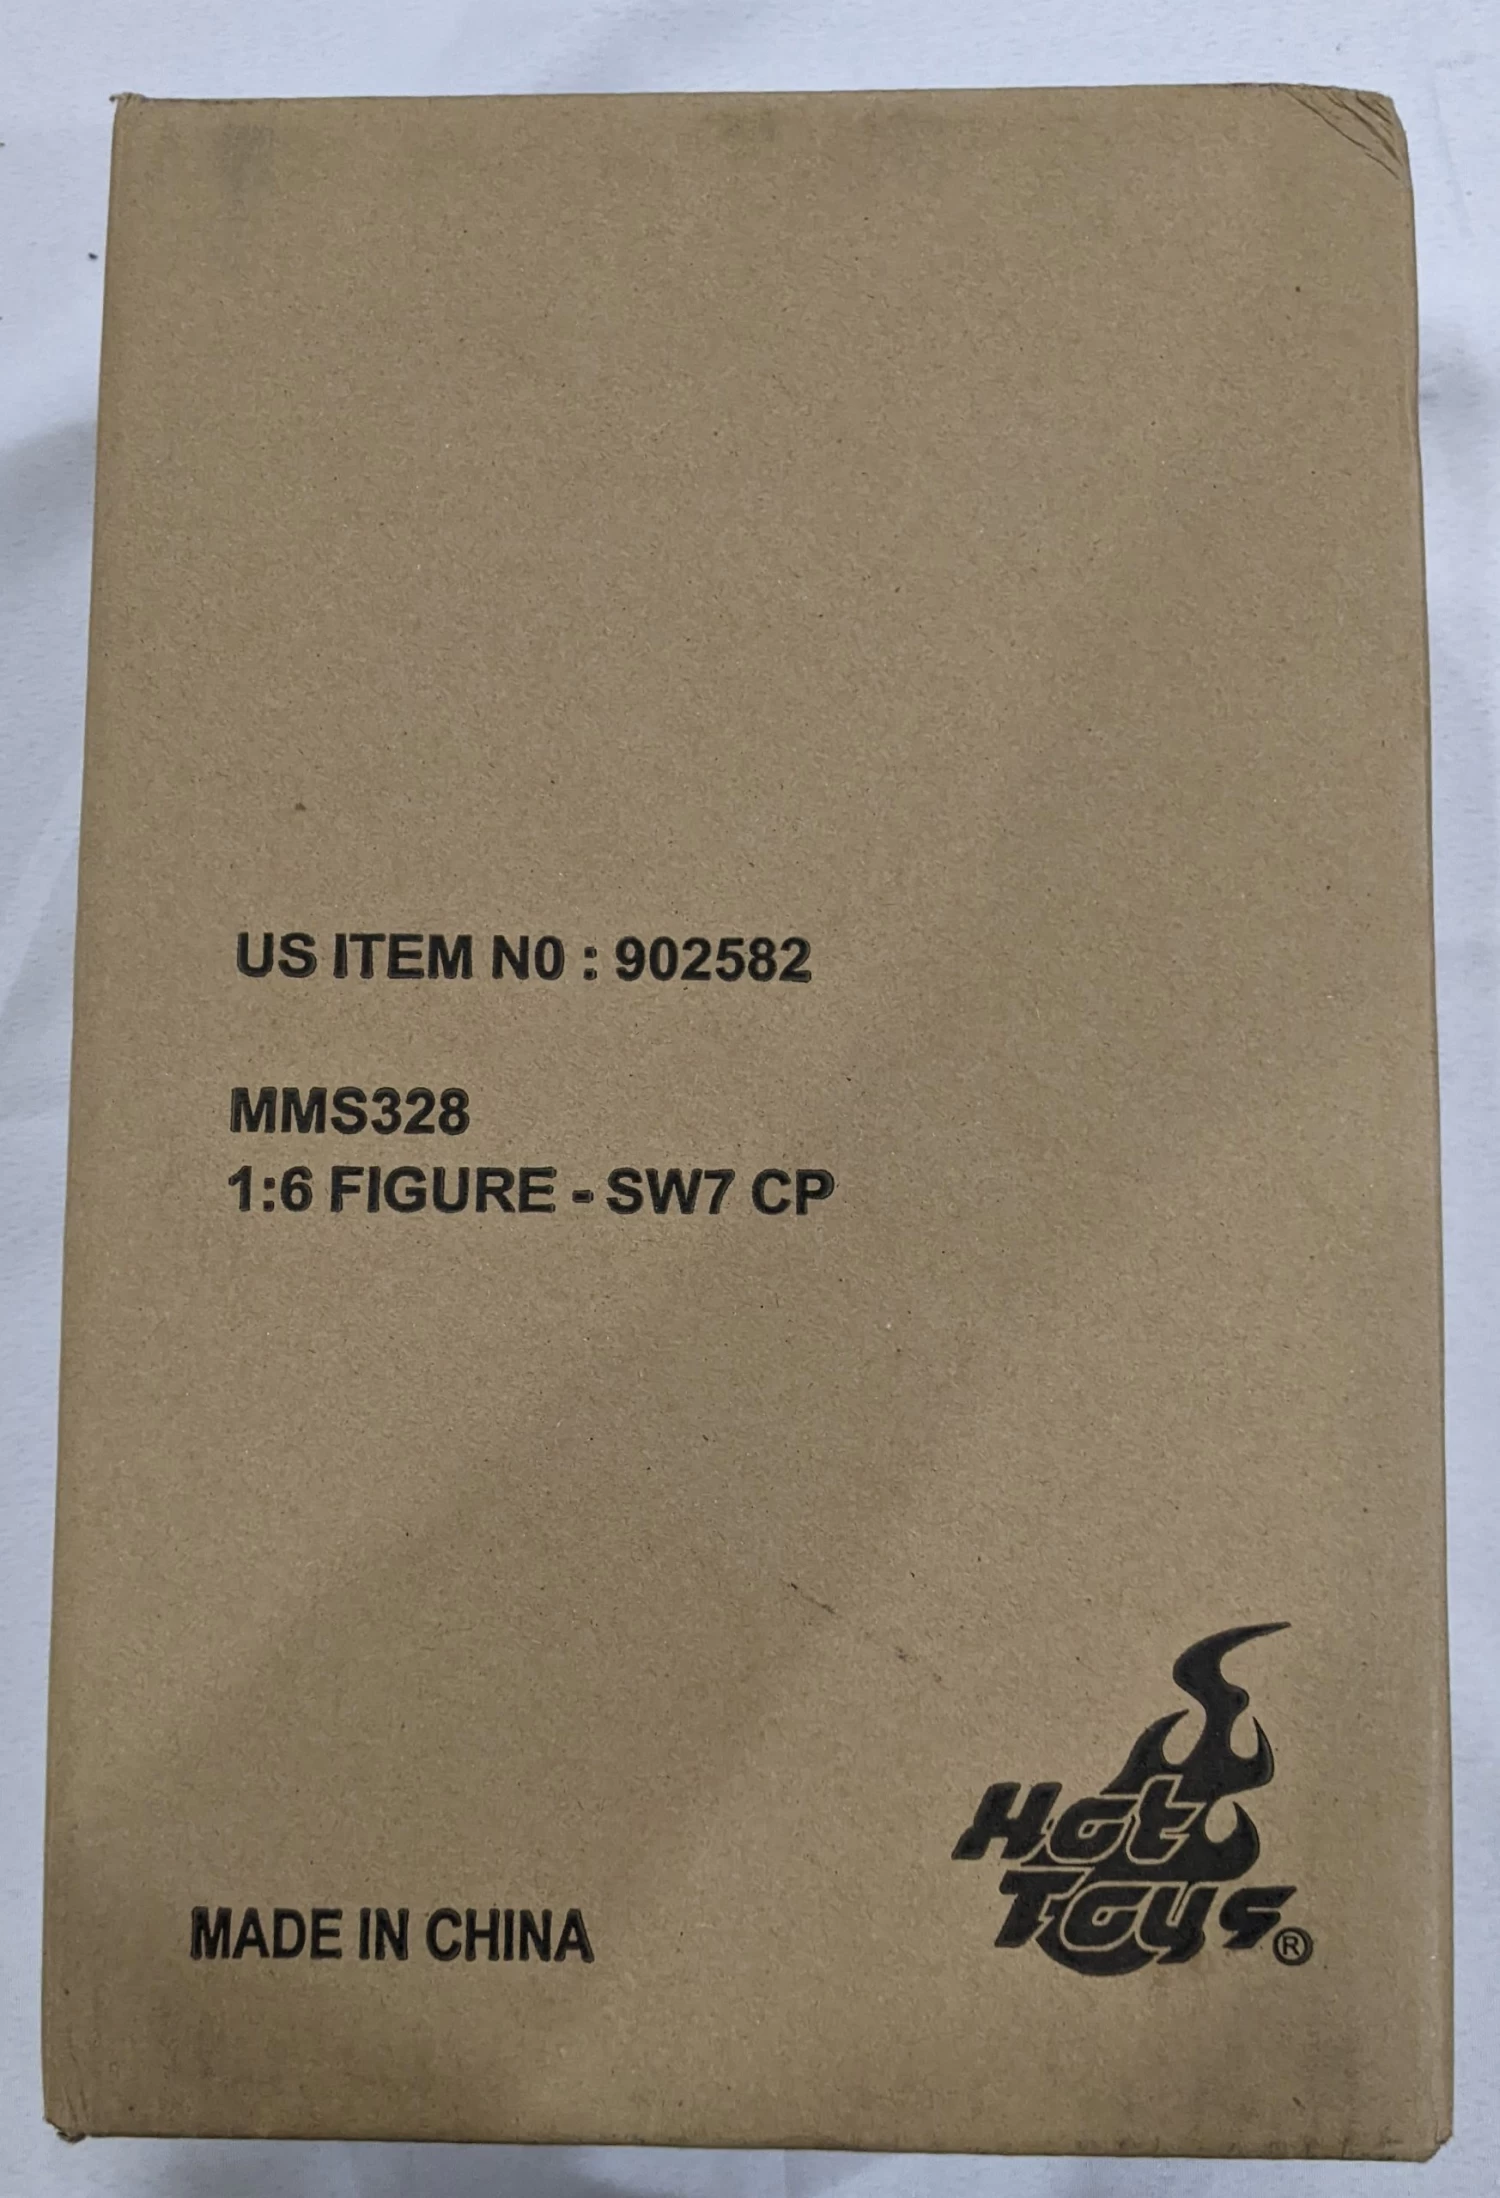 US ITEM N0 : 902582
MMS328
1:6 FIGURE - SW7 CP
Hot
Toys®
MADE IN CHINA